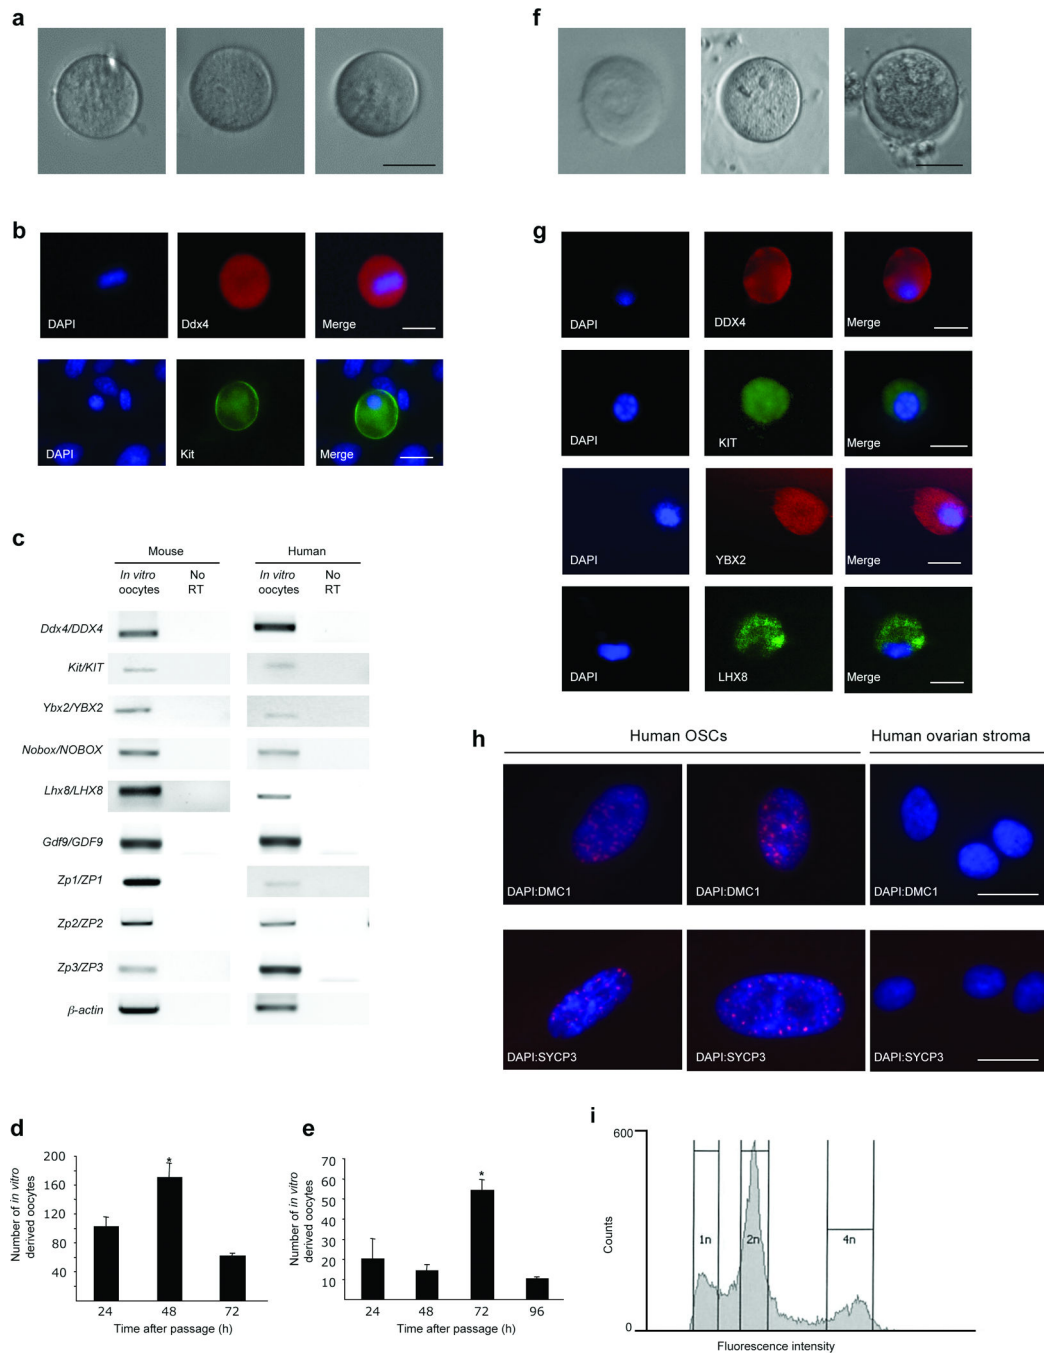 a
f
b
DAPI
Ddx4
Merge
DAPI
Kit
Merge
g
DAPI
DDX4
Merge
DAPI
KIT
Merge
DAPI
YBX2
Merge
DAPI
LHX8
Merge
c
Mouse
Human
In vitro oocytes
No RT
In vitro oocytes
No RT
Ddx4/DDX4
Kit/KIT
Ybx2/YBX2
Nobox/NOBOX
Lhx8/LHX8
Gdf9/GDF9
Zp1/ZP1
Zp2/ZP2
Zp3/ZP3
β-actin
h
Human OSCs
Human ovarian stroma
DAPI:DMC1
DAPI:DMC1
DAPI:DMC1
DAPI:SYCP3
DAPI:SYCP3
DAPI:SYCP3
d
Number of in vitro
derived oocytes
200
160
120
80
40
*
24
48
72
Time after passage (h)
e
Number of in vitro
derived oocytes
70
60
50
40
30
20
10
*
24
48
72
96
Time after passage (h)
i
600
Counts
0
1n
2n
4n
Fluorescence intensity